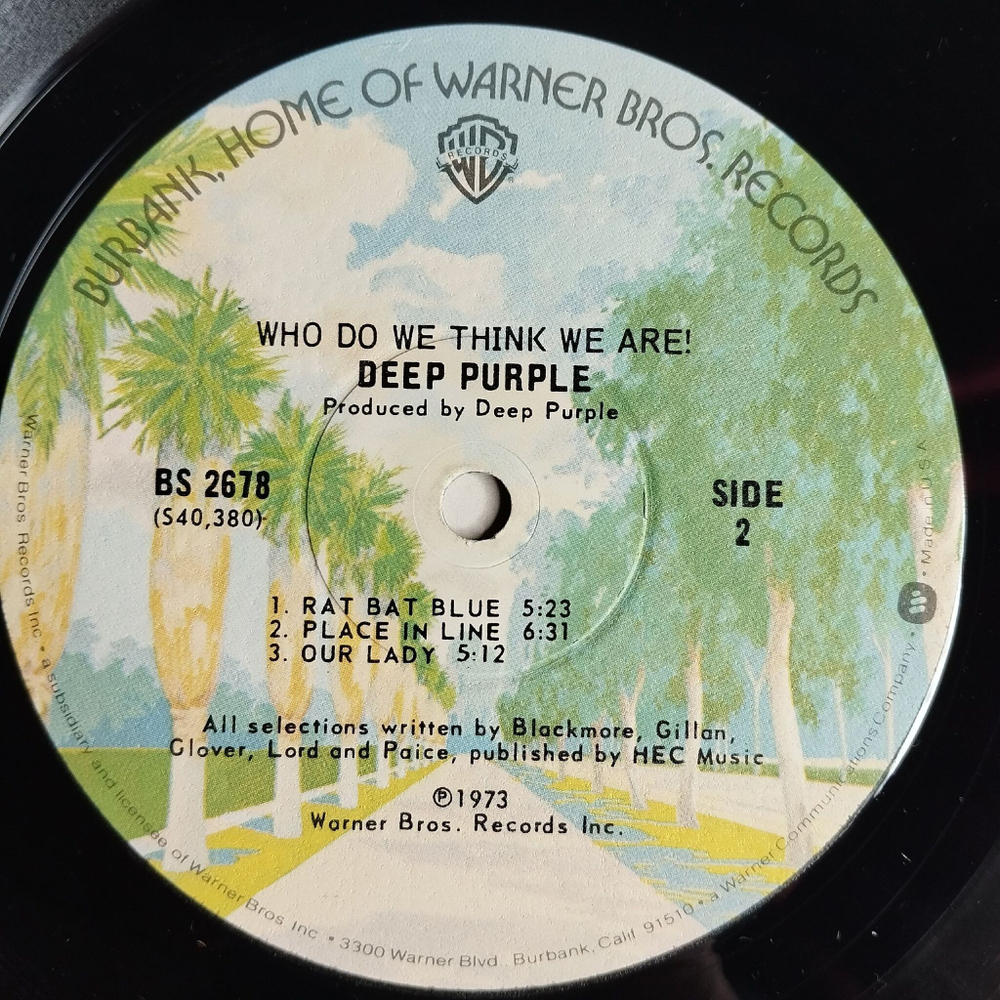 BURBANK, HOME OF WARNER BROS. RECORDS
RECORDS
WHO DO WE THINK WE ARE!
DEEP PURPLE
Produced by Deep Purple
BS 2678
(S40,380)
SIDE
2
1. RAT BAT BLUE 5:23
2. PLACE IN LINE 6:31
3. OUR LADY 5:12
All selections written by Blackmore, Gillan,
Glover, Lord and Paice, published by HEC Music
℗1973
Warner Bros. Records Inc.
Warner Bros Records Inc • a subsidiary and licensee of Warner Bros Inc • 3300 Warner Blvd., Burbank, Calif 91510 • a Warner Communications Company • Made in U.S.A